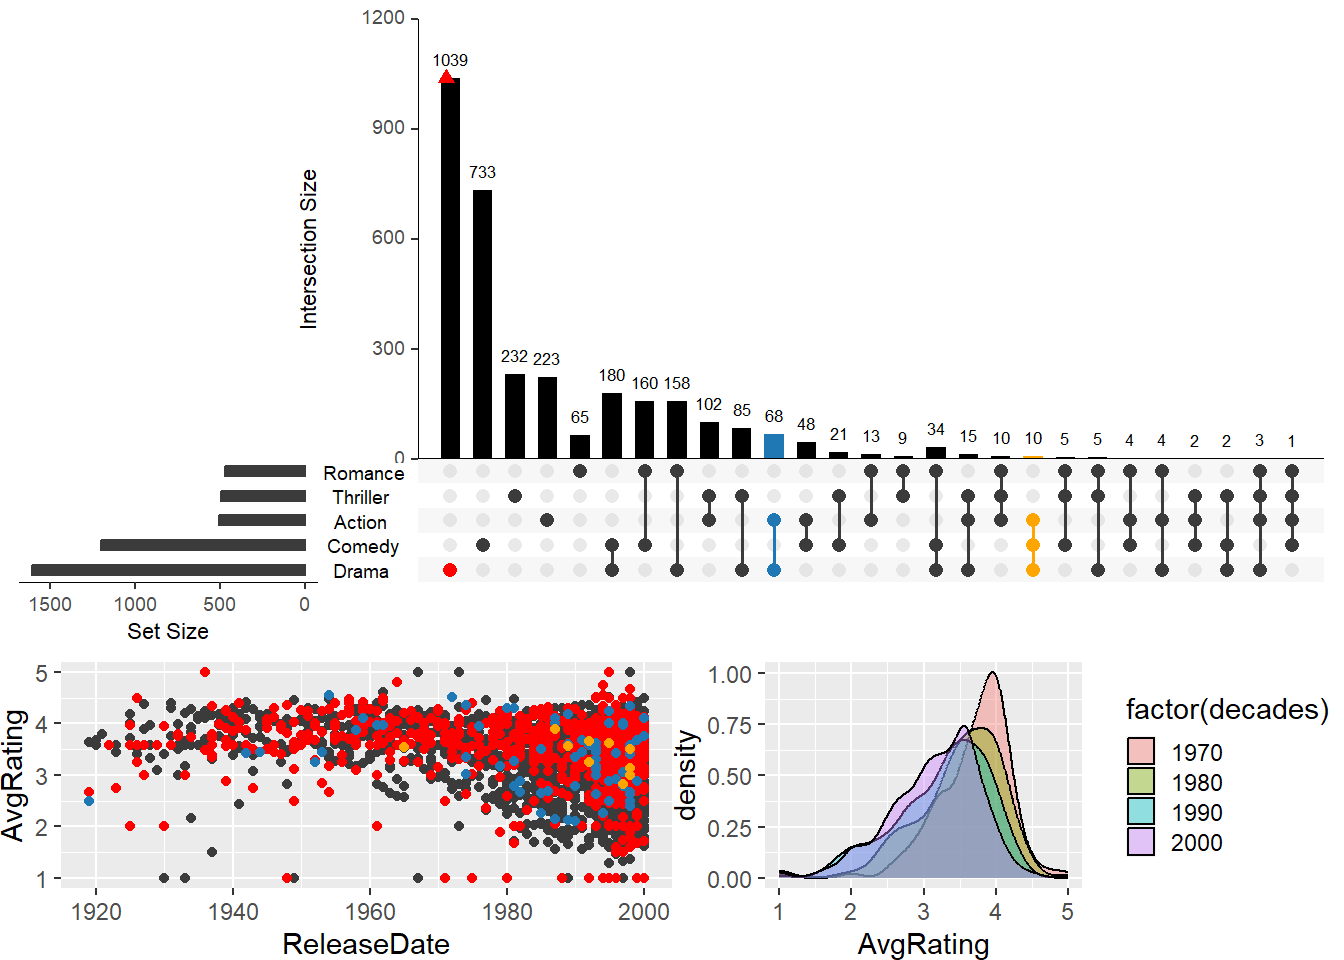 1200
1039
900
733
600
Intersection Size
300
232 223 65 180 160 158 102 85 68 48 21 13 9 34 15 10 10 5 5 4 4 2 2 3 1
0
Romance
Thriller
Action
Comedy
Drama
1500 1000 500 0
Set Size
5
4
3
2
1
AvgRating
1920 1940 1960 1980 2000
ReleaseDate
1.00
0.75
0.50
0.25
0.00
density
1 2 3 4 5
AvgRating
factor(decades)
1970
1980
1990
2000